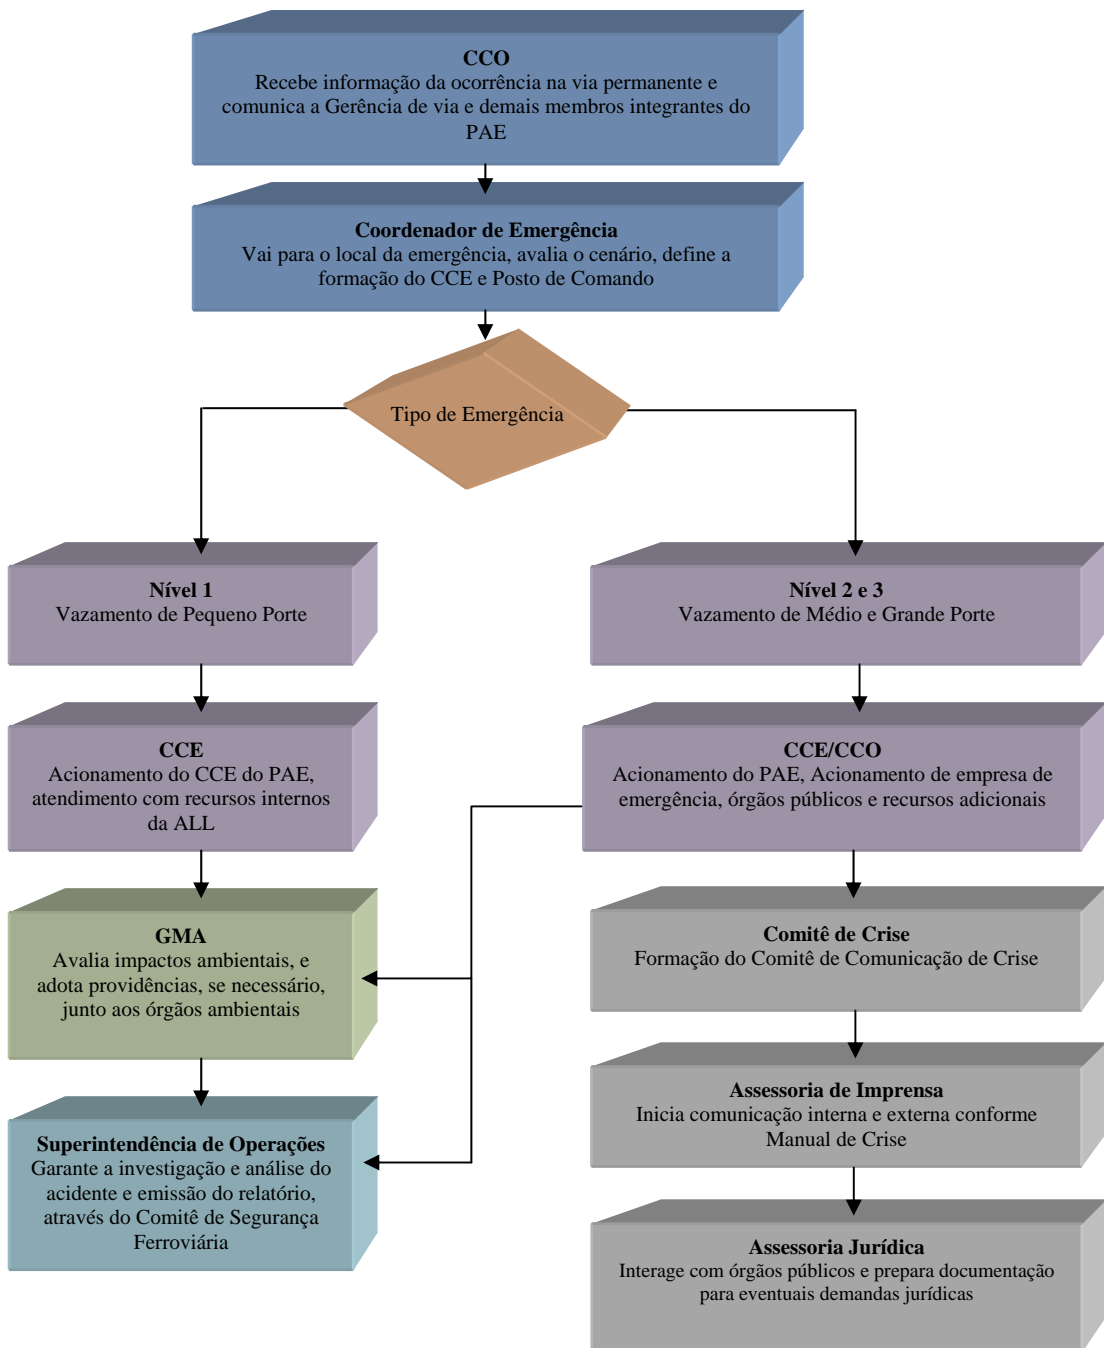 CCO
Recebe informação da ocorrência na via permanente e
comunica a Gerência de via e demais membros integrantes do
PAE
Coordenador de Emergência
Vai para o local da emergência, avalia o cenário, define a
formação do CCE e Posto de Comando
Tipo de Emergência
Nível 1
Vazamento de Pequeno Porte
Nível 2 e 3
Vazamento de Médio e Grande Porte
CCE
Acionamento do CCE do PAE,
atendimento com recursos internos
da ALL
CCE/CCO
Acionamento do PAE, Acionamento de empresa de
emergência, órgãos públicos e recursos adicionais
GMA
Avalia impactos ambientais, e
adota providências, se necessário,
junto aos órgãos ambientais
Comitê de Crise
Formação do Comitê de Comunicação de Crise
Superintendência de Operações
Garante a investigação e análise do
acidente e emissão do relatório,
através do Comitê de Segurança
Ferroviária
Assessoria de Imprensa
Inicia comunicação interna e externa conforme
Manual de Crise
Assessoria Jurídica
Interage com órgãos públicos e prepara documentação
para eventuais demandas jurídicas